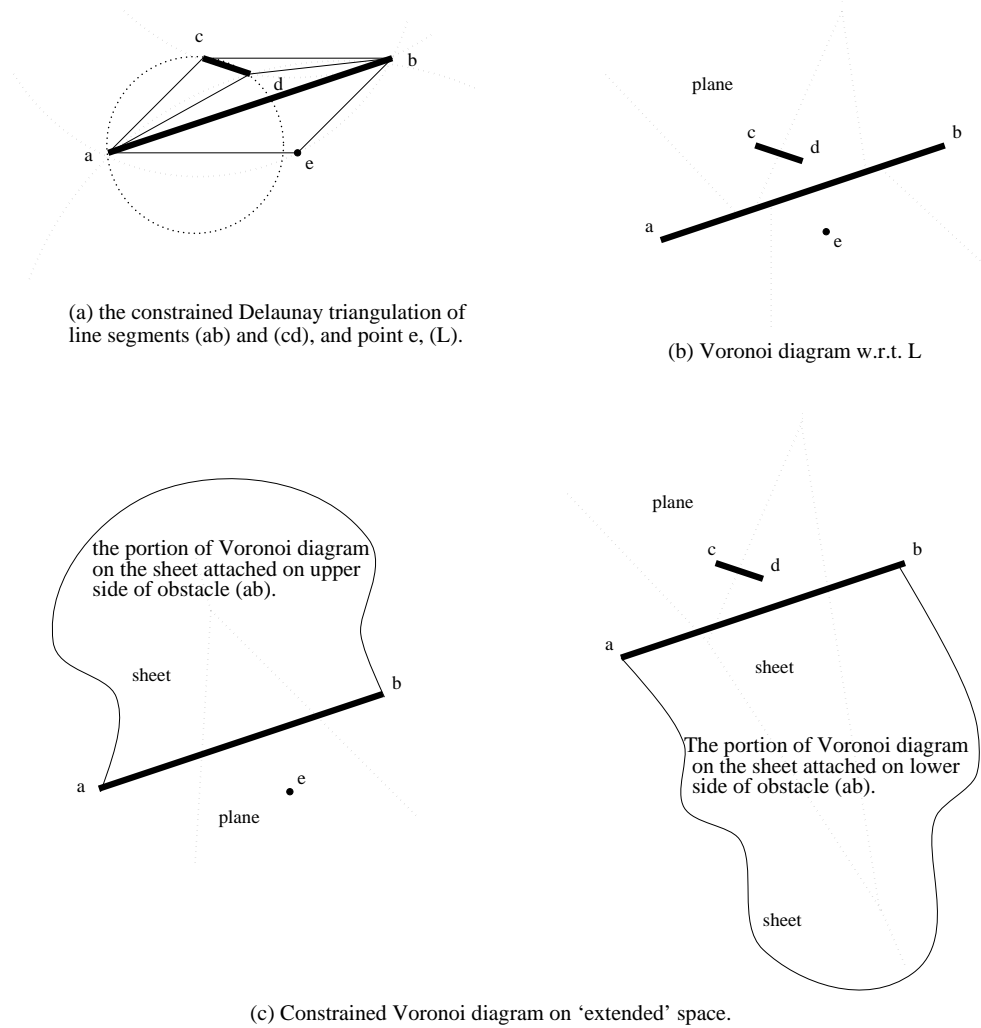 c
b
d
a
e
(a) the constrained Delaunay triangulation of
line segments (ab) and (cd), and point e, (L).
plane
c
d
b
a
e
(b) Voronoi diagram w.r.t. L
the portion of Voronoi diagram
on the sheet attached on upper
side of obstacle (ab).
sheet
b
a
e
plane
plane
c
d
b
a
sheet
The portion of Voronoi diagram
on the sheet attached on lower
side of obstacle (ab).
sheet
(c) Constrained Voronoi diagram on ‘extended’ space.